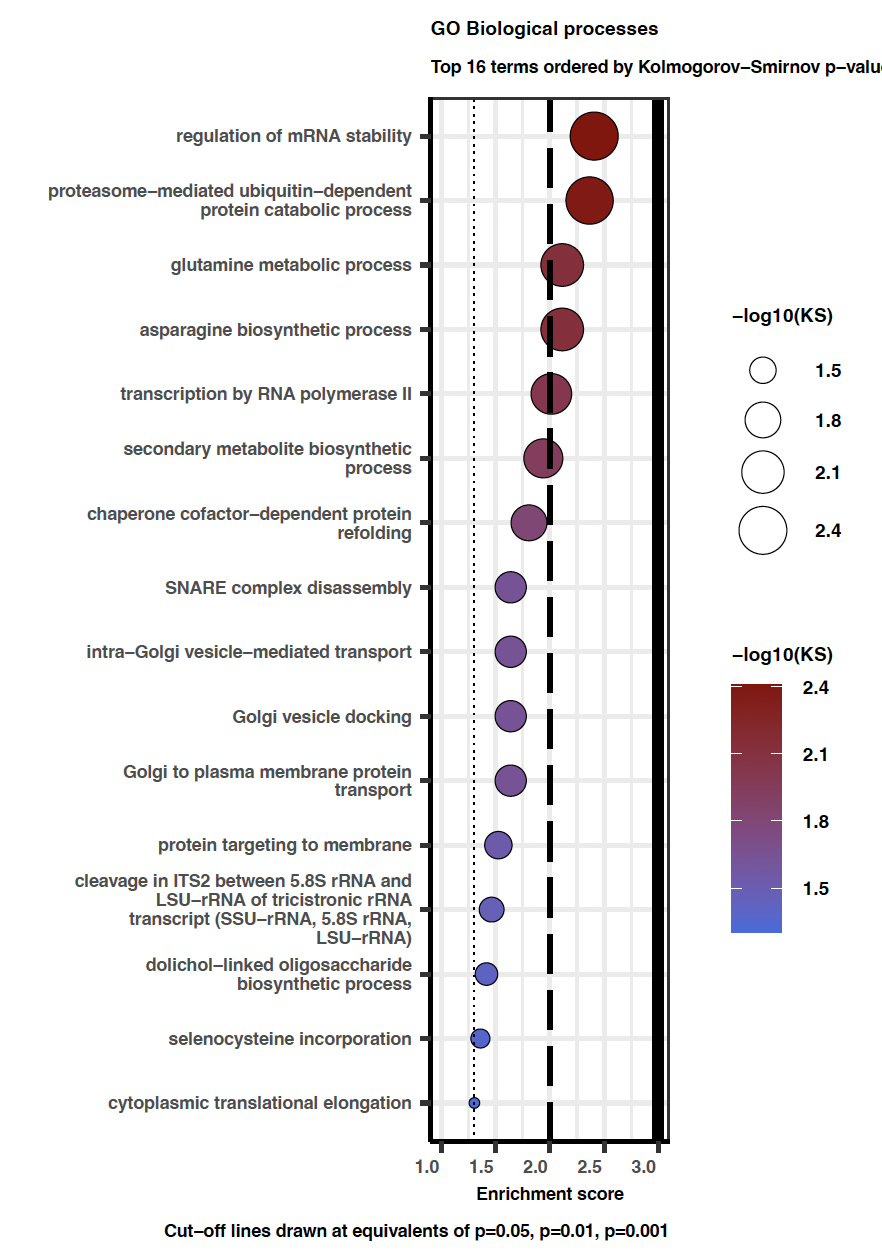 GO Biological processes
Top 16 terms ordered by Kolmogorov−Smirnov p−valu
regulation of mRNA stability
proteasome−mediated ubiquitin−dependent
protein catabolic process
glutamine metabolic process
asparagine biosynthetic process
transcription by RNA polymerase II
secondary metabolite biosynthetic
process
chaperone cofactor−dependent protein
refolding
SNARE complex disassembly
intra−Golgi vesicle−mediated transport
Golgi vesicle docking
Golgi to plasma membrane protein
transport
protein targeting to membrane
cleavage in ITS2 between 5.8S rRNA and
LSU−rRNA of tricistronic rRNA
transcript (SSU−rRNA, 5.8S rRNA,
LSU−rRNA)
dolichol−linked oligosaccharide
biosynthetic process
selenocysteine incorporation
cytoplasmic translational elongation
1.0 1.5 2.0 2.5 3.0
Enrichment score
Cut−off lines drawn at equivalents of p=0.05, p=0.01, p=0.001
−log10(KS)
1.5
1.8
2.1
2.4
−log10(KS)
2.4
2.1
1.8
1.5